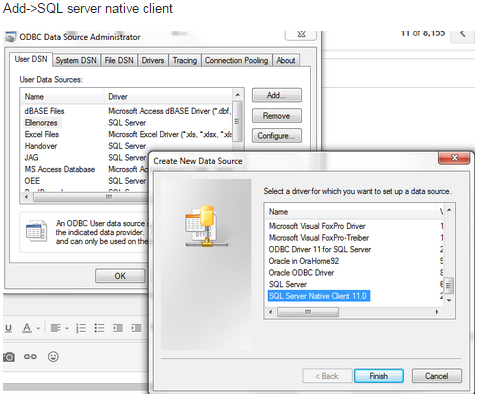 Add->SQL server native client
11 of 8,155
ODBC Data Source Administrator
User DSN System DSN File DSN Drivers Tracing Connection Pooling About
User Data Sources:
Name Driver
dBASE Files Microsoft Access dBASE Driver (*.dbf,
Ellenorzes SQL Server
Excel Files Microsoft Excel Driver (*.xls, *.xlsx, *.xls
Handover SQL Server
JAG SQL Server
MS Access Database Microsoft Access Driver (*.mdb,
OEE SQL Server
Add...
Remove
Configure...
An ODBC User data source
the indicated data provider.
and can only be used on the
OK
Create New Data Source
Select a driver for which you want to set up a data source.
Name V
Microsoft Visual FoxPro Driver 1
Microsoft Visual FoxPro-Treiber 1
ODBC Driver 11 for SQL Server 2
Oracle in OraHome92 9
Oracle ODBC Driver 8
SQL Server 6
SQL Server Native Client 11.0 2
< Back Finish Cancel
U A